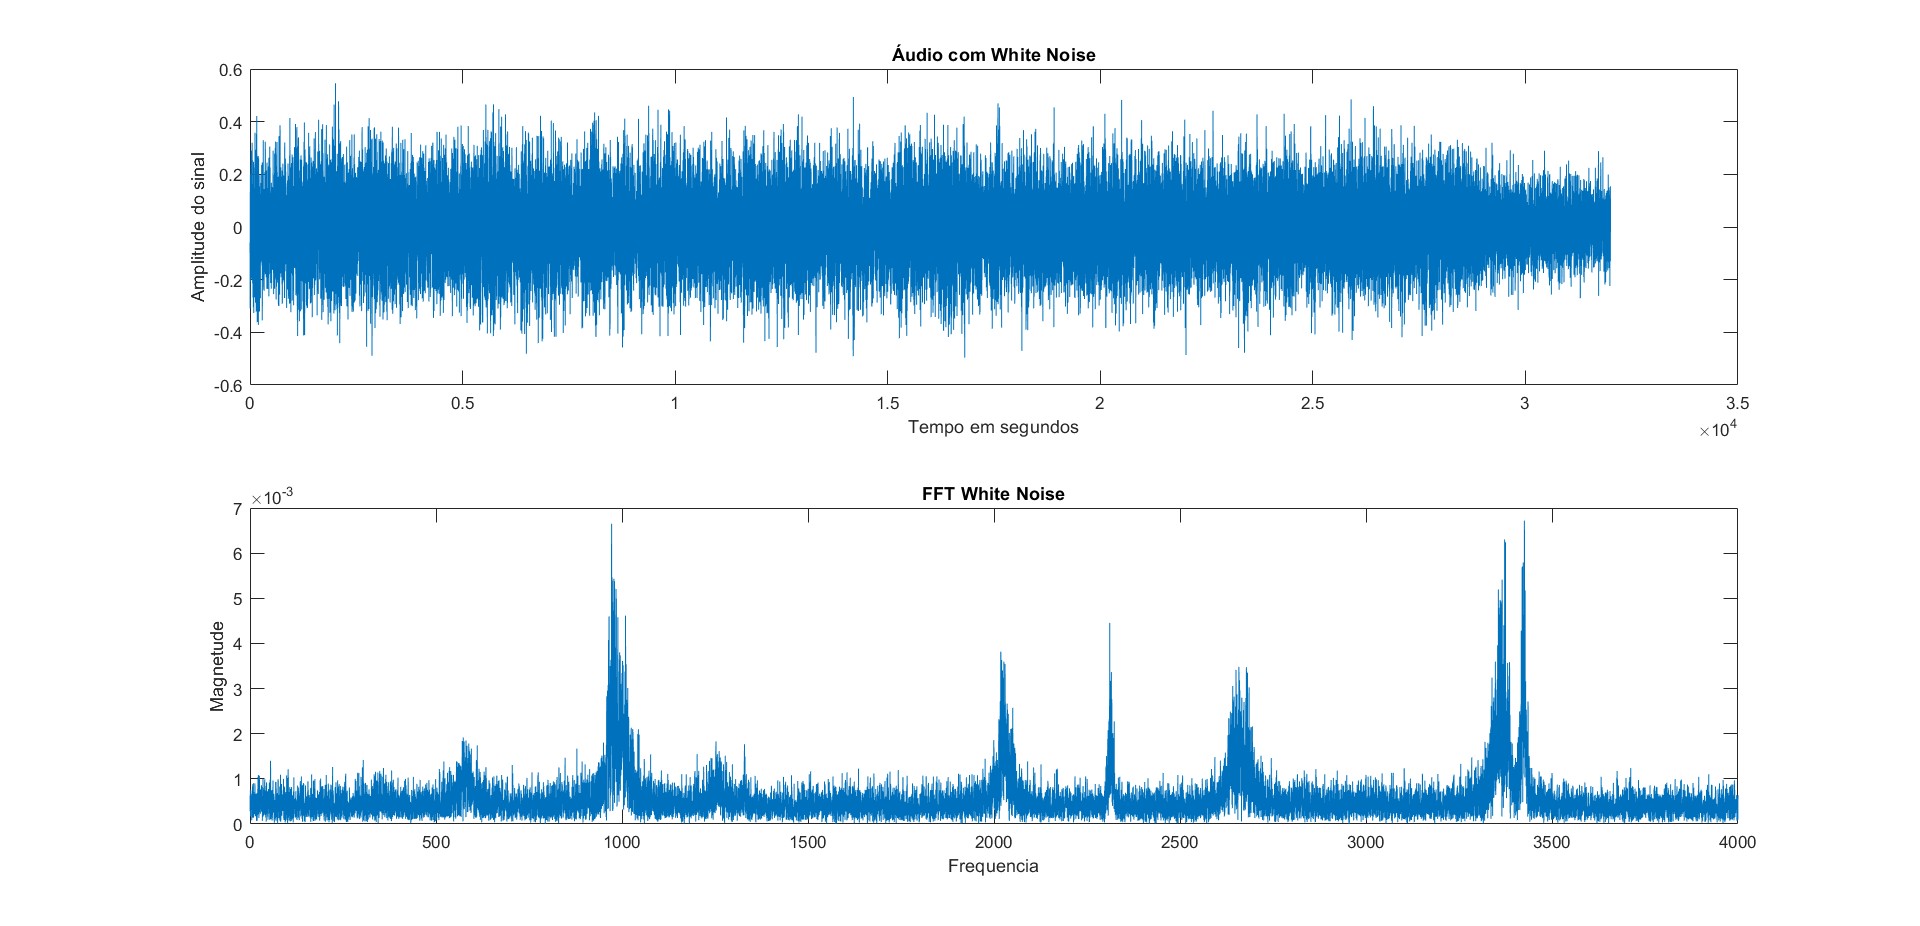 Áudio com White Noise
0.6
0.4
0.2
0
-0.2
-0.4
-0.6
Amplitude do sinal
0 0.5 1 1.5 2 2.5 3 3.5
Tempo em segundos
×10^4
FFT White Noise
×10^-3
7
6
5
4
3
2
1
0
Magnetude
0 500 1000 1500 2000 2500 3000 3500 4000
Frequencia